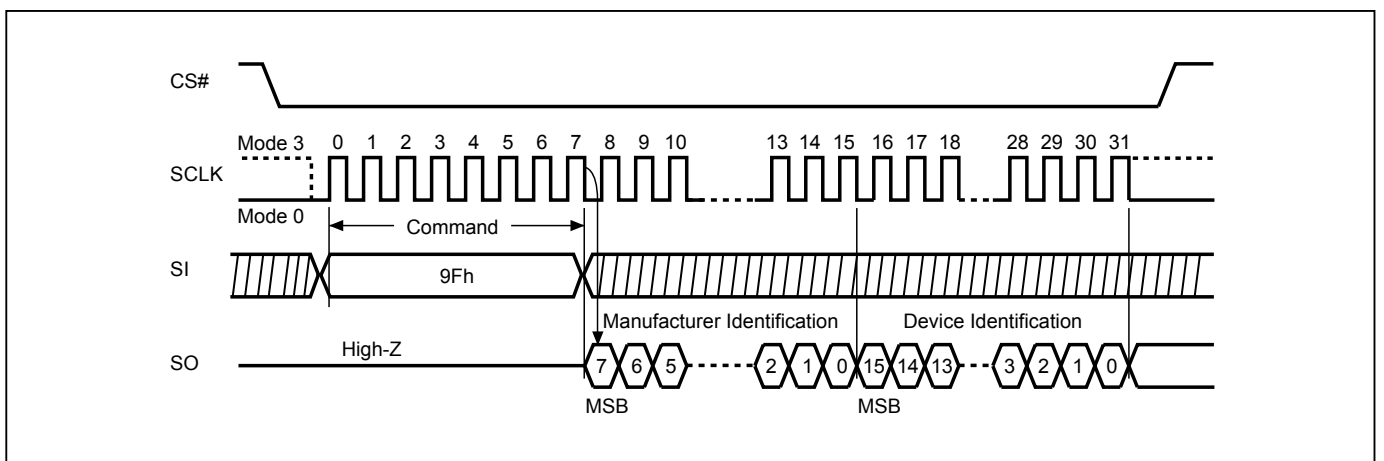 CS#
Mode 3 0 1 2 3 4 5 6 7 8 9 10 13 14 15 16 17 18 28 29 30 31
SCLK
Mode 0
Command
SI 9Fh
Manufacturer Identification Device Identification
High-Z
SO 7 6 5 2 1 0 15 14 13 3 2 1 0
MSB MSB